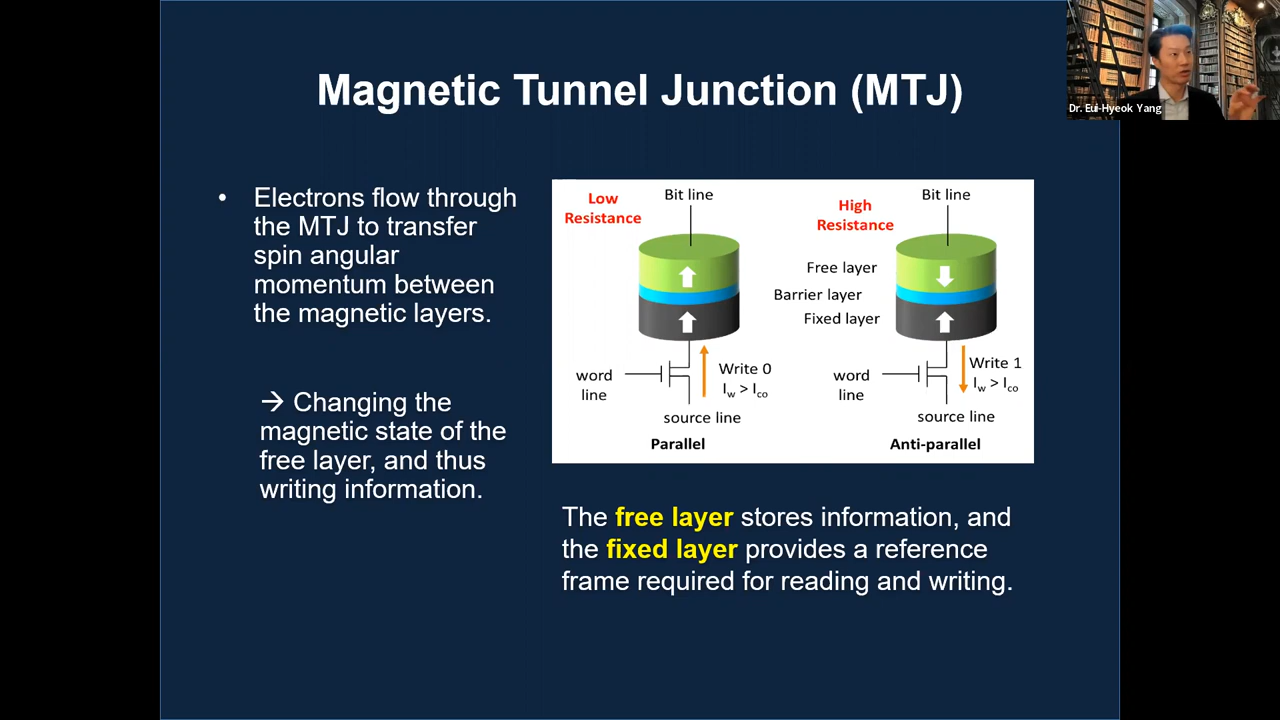 Magnetic Tunnel Junction (MTJ)
Dr. Eui-Hyeok Yang
• Electrons flow through
the MTJ to transfer
spin angular
momentum between
the magnetic layers.
→ Changing the
magnetic state of the
free layer, and thus
writing information.
Low
Resistance
Bit line
word
line
Write 0
Iw > Ico
source line
Parallel
High
Resistance
Bit line
Free layer
Barrier layer
Fixed layer
word
line
Write 1
Iw > Ico
source line
Anti-parallel
The free layer stores information, and
the fixed layer provides a reference
frame required for reading and writing.